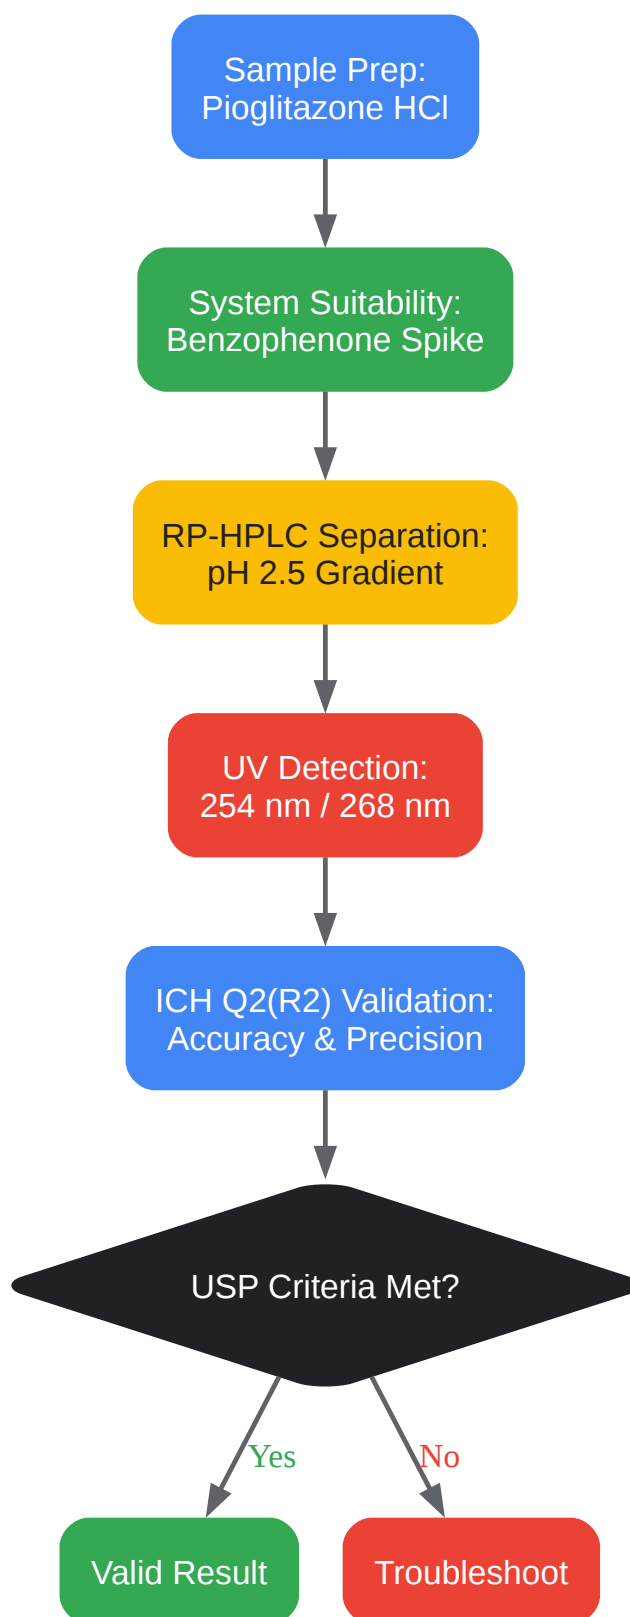 Sample Prep:
Pioglitazone HCl
System Suitability:
Benzophenone Spike
RP-HPLC Separation:
pH 2.5 Gradient
UV Detection:
254 nm / 268 nm
ICH Q2(R2) Validation:
Accuracy & Precision
USP Criteria Met?
Yes
No
Valid Result
Troubleshoot